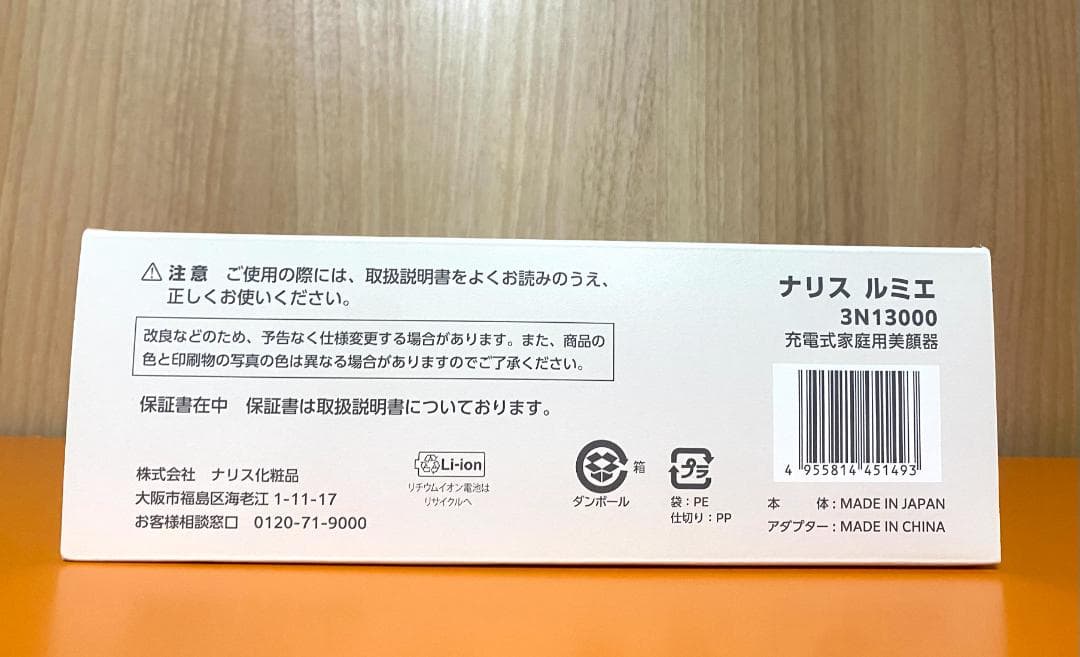 ⚠注意 ご使用の際には、取扱説明書をよくお読みのうえ、
正しくお使いください。
改良などのため、予告なく仕様変更する場合があります。また、商品の
色と印刷物の写真の色は異なる場合がありますのでご了承ください。
保証書在中 保証書は取扱説明書についております。
株式会社 ナリス化粧品
大阪市福島区海老江 1-11-17
お客様相談窓口 0120-71-9000
Li-ion
リチウムイオン電池は
リサイクルへ
箱
ダンボール
プラ
袋：PE
仕切り：PP
ナリス ルミエ
3N13000
充電式家庭用美顔器
4 955814 451493
本 体：MADE IN JAPAN
アダプター：MADE IN CHINA